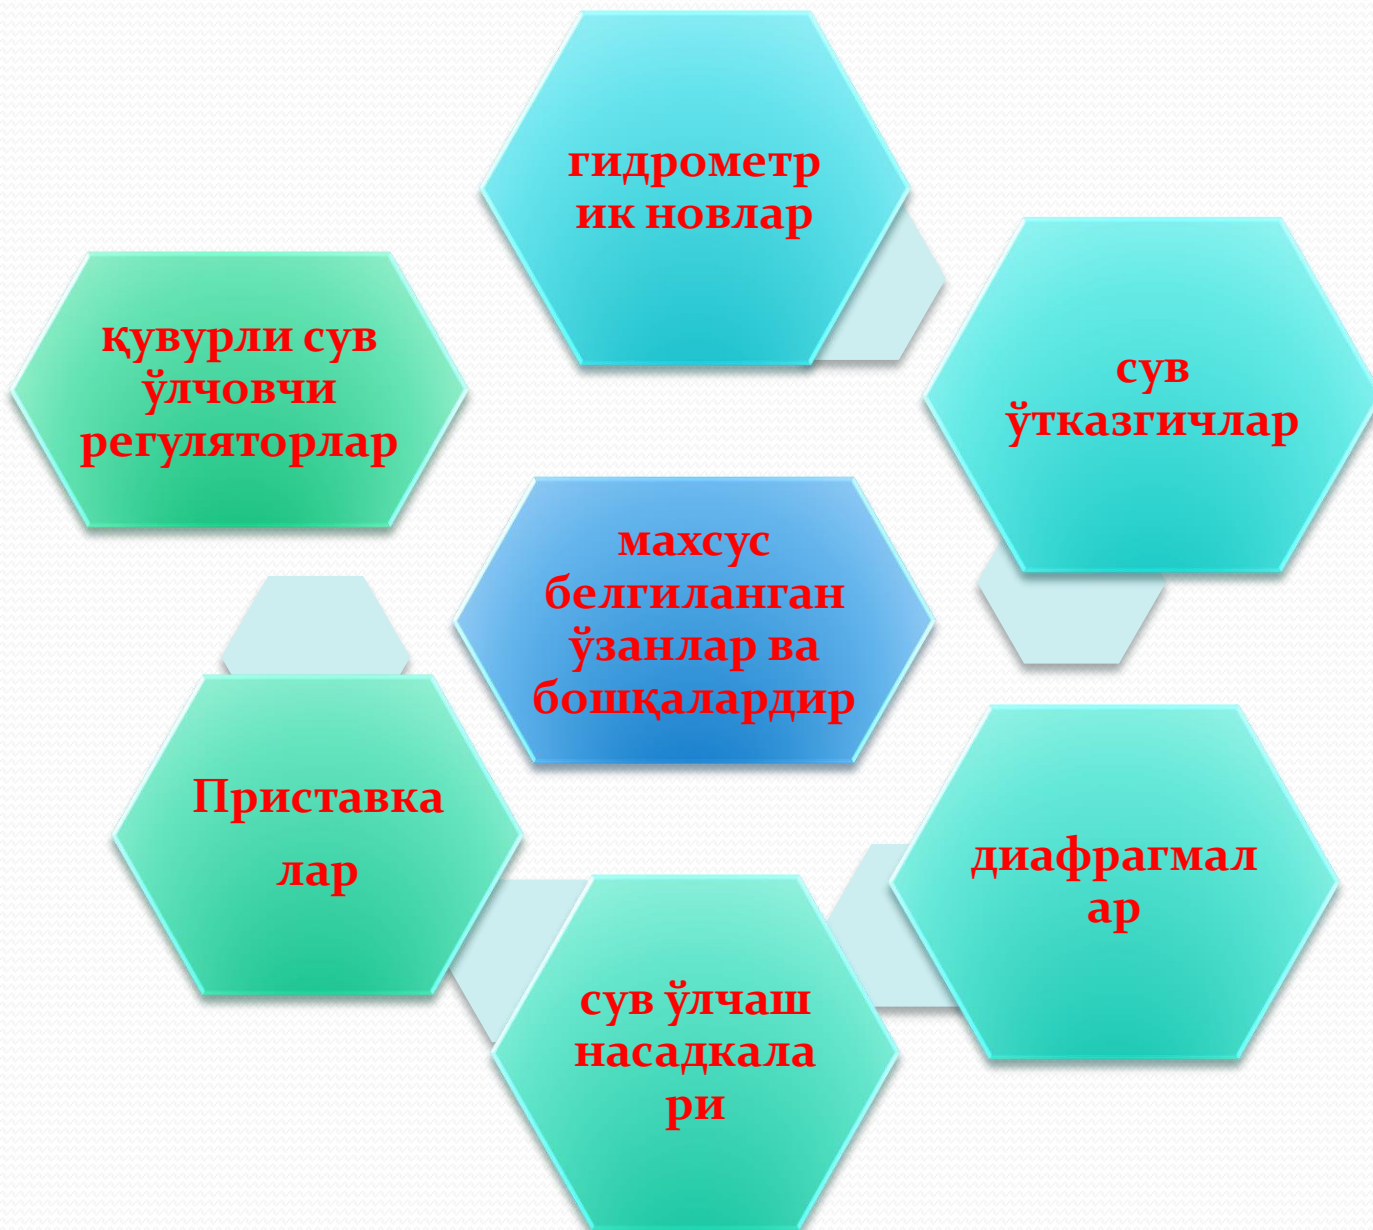 гидрометр
ик новлар
сув
ўтказгичлар
қувурли сув
ўлчовчи
регуляторлар
махсус
белгиланган
ўзанлар ва
бошқалардир
Приставка
лар
диафрагмал
ар
сув ўлчаш
насадкала
ри